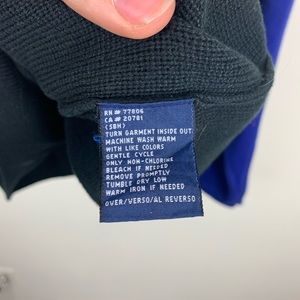 RN# 77806
CA# 20781
(SBH)
TURN GARMENT INSIDE OUT
MACHINE WASH WARM
WITH LIKE COLORS
GENTLE CYCLE
ONLY NON-CHLORINE
BLEACH IF NEEDED
REMOVE PROMPTLY
TUMBLE DRY LOW
WARM IRON IF NEEDED
OVER/VERSO/AL REVERSO